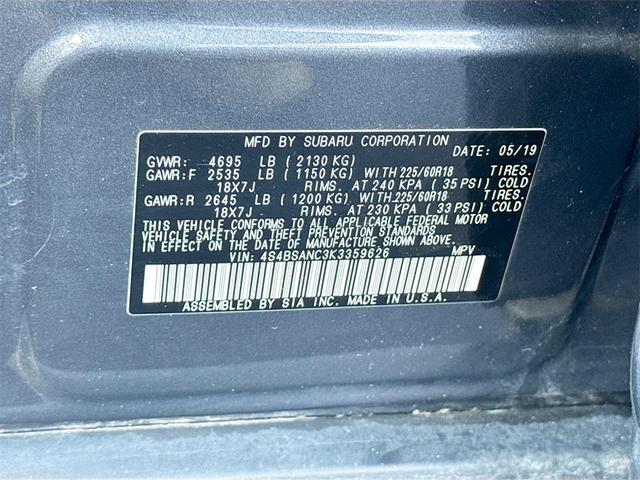 MFD BY SUBARU CORPORATION
GVWR: 4695 LB (2130 KG) DATE: 05/19
GAWR:F 2535 LB (1150 KG) WITH 225/60R18 TIRES.
18X7J RIMS. AT 240 KPA (35 PSI) COLD
GAWR:R 2645 LB (1200 KG) WITH 225/60R18 TIRES.
18X7J RIMS. AT 230 KPA (33 PSI) COLD
THIS VEHICLE CONFORMS TO ALL APPLICABLE FEDERAL MOTOR
VEHICLE SAFETY AND THEFT PREVENTION STANDARDS
IN EFFECT ON THE DATE OF MANUFACTURE SHOWN ABOVE.
VIN: 4S4BSANC3K3359626 MPV
ASSEMBLED BY SIA INC. MADE IN U.S.A.